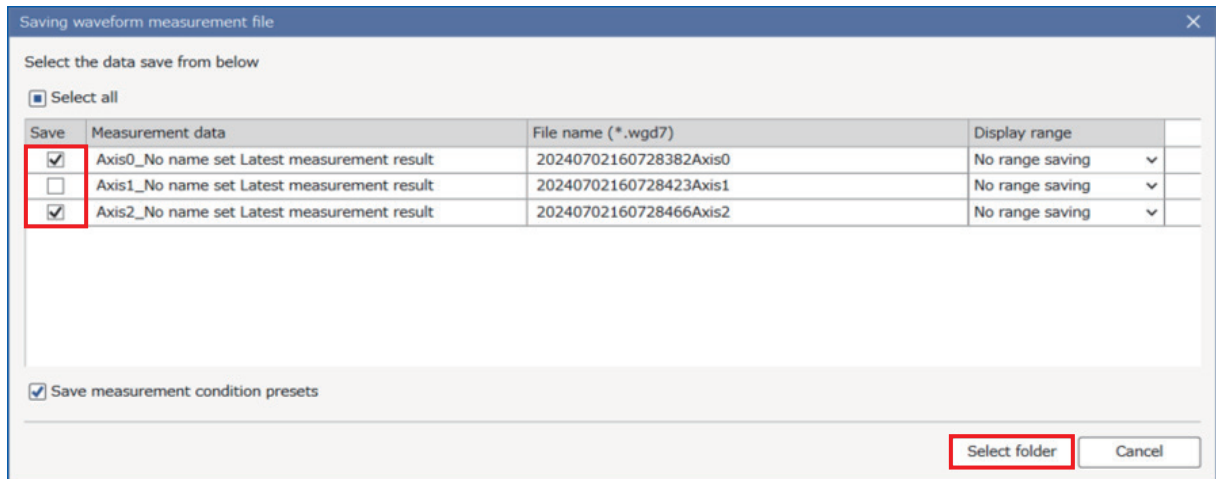 Saving waveform measurement file
Select the data save from below
Select all
Save Measurement data File name (*.wgd7) Display range
Axis0_No name set Latest measurement result 20240702160728382Axis0 No range saving
Axis1_No name set Latest measurement result 20240702160728423Axis1 No range saving
Axis2_No name set Latest measurement result 20240702160728466Axis2 No range saving
Save measurement condition presets
Select folder Cancel